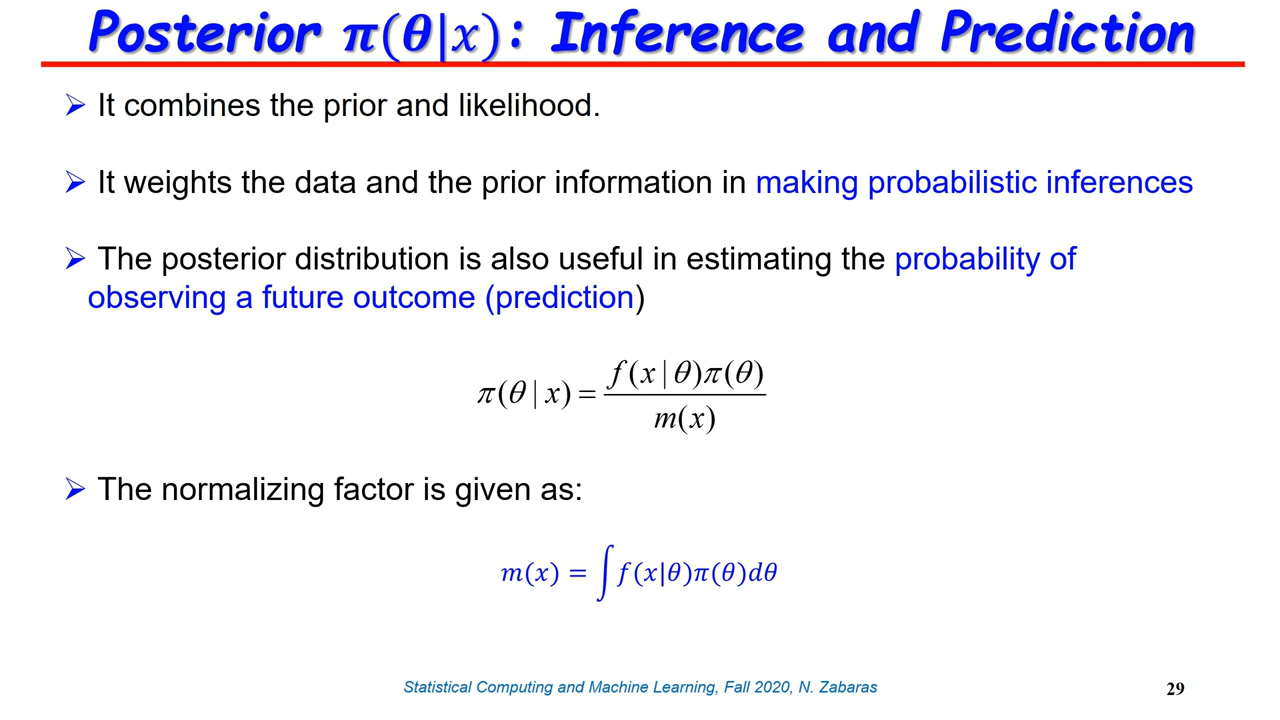 Posterior π(θ|x): Inference and Prediction
➢ It combines the prior and likelihood.
➢ It weights the data and the prior information in making probabilistic inferences
➢ The posterior distribution is also useful in estimating the probability of
observing a future outcome (prediction)
π(θ | x) = f(x | θ)π(θ) / m(x)
➢ The normalizing factor is given as:
m(x) = ∫ f(x|θ)π(θ)dθ
Statistical Computing and Machine Learning, Fall 2020, N. Zabaras
29